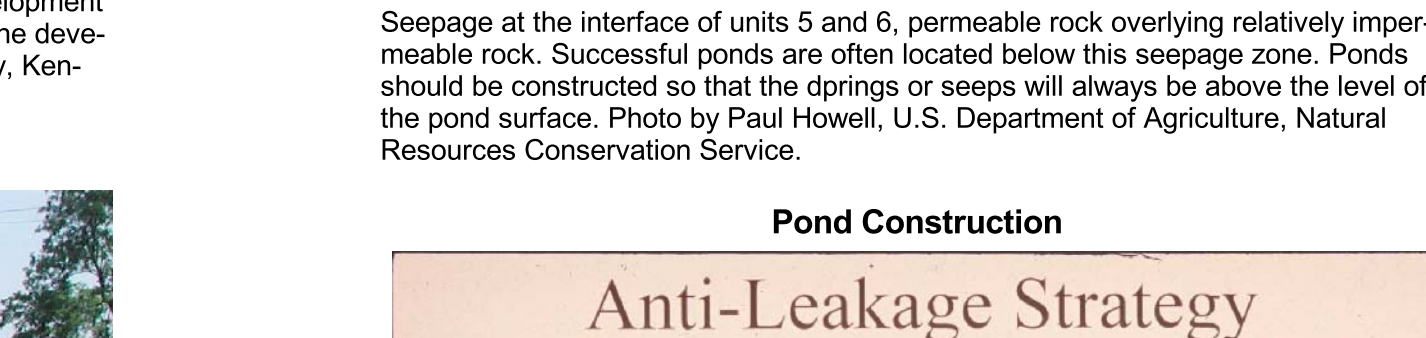 elopment
he deve-
y, Ken-
Seepage at the interface of units 5 and 6, permeable rock overlying relatively imper-
meable rock. Successful ponds are often located below this seepage zone. Ponds
should be constructed so that the dprings or seeps will always be above the level of
the pond surface. Photo by Paul Howell, U.S. Department of Agriculture, Natural
Resources Conservation Service.
Pond Construction
Anti-Leakage Strategy